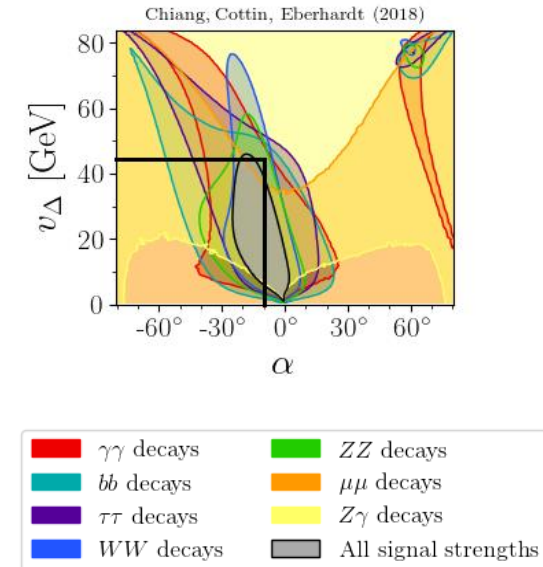 Chiang, Cottin, Eberhardt (2018)
80
60
40
20
0
v_Δ [GeV]
-60° -30° 0° 30° 60°
α
γγ decays
bb decays
ττ decays
WW decays
ZZ decays
μμ decays
Zγ decays
All signal strengths